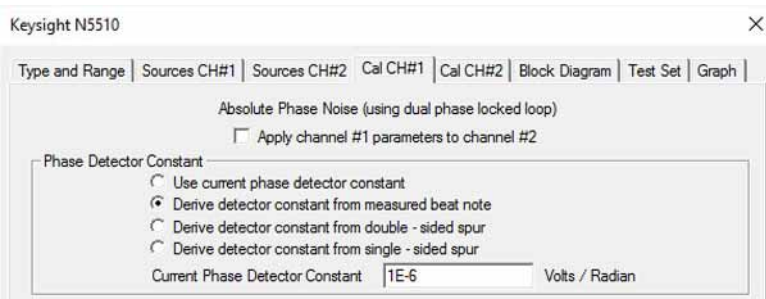 Keysight N5510
Type and Range Sources CH#1 Sources CH#2 Cal CH#1 Cal CH#2 Block Diagram Test Set Graph
Absolute Phase Noise (using dual phase locked loop)
Apply channel #1 parameters to channel #2
Phase Detector Constant
Use current phase detector constant
Derive detector constant from measured beat note
Derive detector constant from double - sided spur
Derive detector constant from single - sided spur
Current Phase Detector Constant 1E-6 Volts / Radian